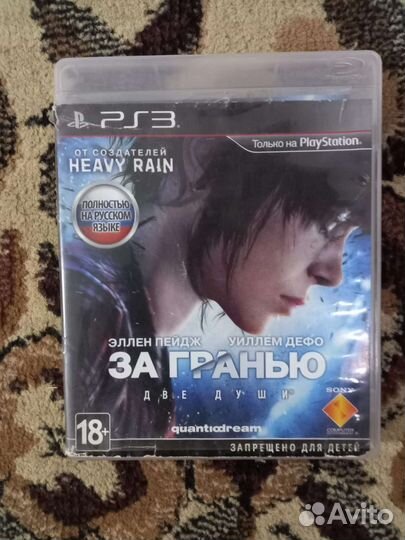 PS3
Только на PlayStation®
ОТ СОЗДАТЕЛЕЙ
HEAVY RAIN
ПОЛНОСТЬЮ
НА РУССКОМ
ЯЗЫКЕ
ЭЛЛЕН ПЕЙДЖ УИЛЛЕМ ДЕФО
ЗА ГРАНЬЮ
ДВЕ ДУШИ
SONY
COMPUTER
18+
quanticdream
ЗАПРЕЩЕНО ДЛЯ ДЕТЕЙ
Avito